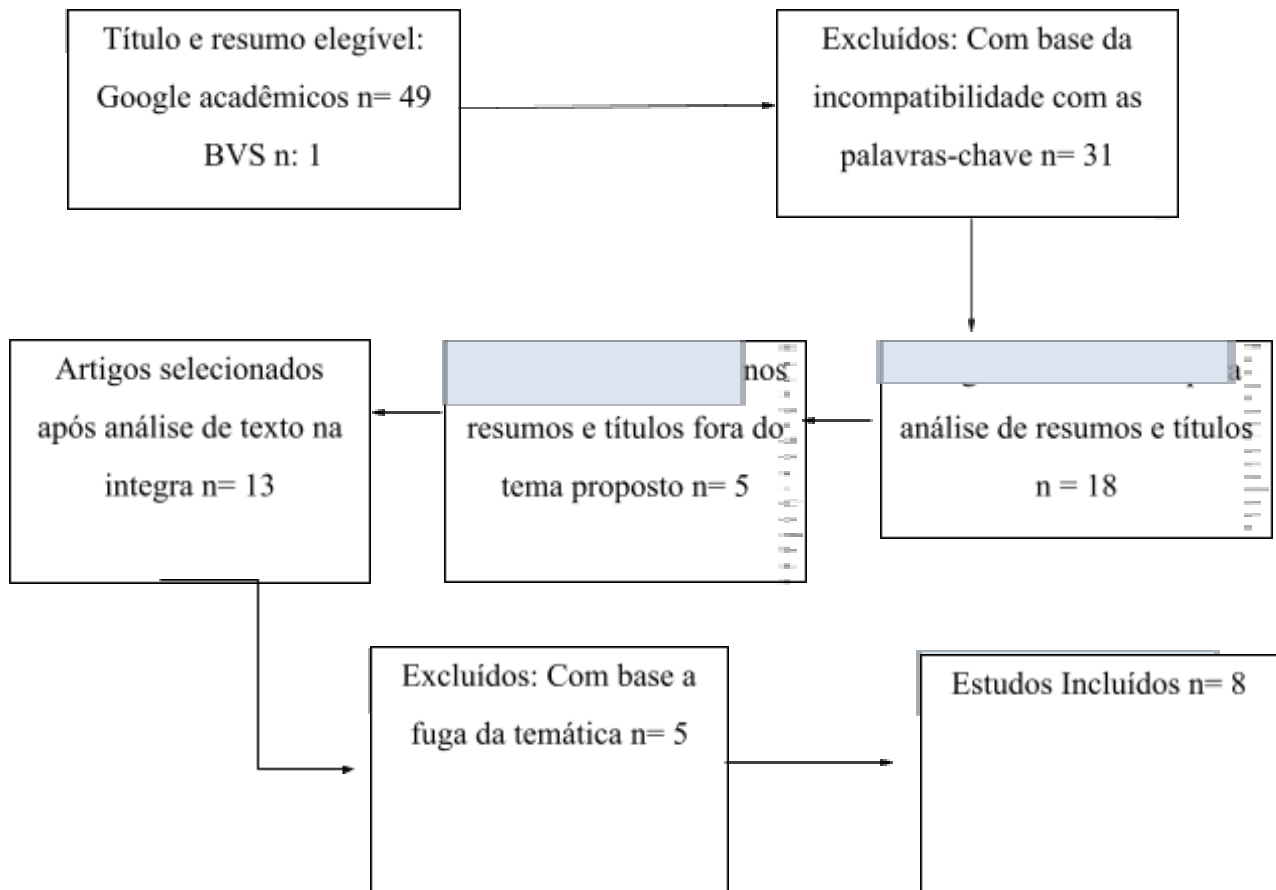 Título e resumo elegível:
Google acadêmicos n= 49
BVS n: 1
Excluídos: Com base da
incompatibilidade com as
palavras-chave n= 31
análise de resumos e títulos
n = 18
nos
resumos e títulos fora do
tema proposto n= 5
Artigos selecionados
após análise de texto na
integra n= 13
Excluídos: Com base a
fuga da temática n= 5
Estudos Incluídos n= 8